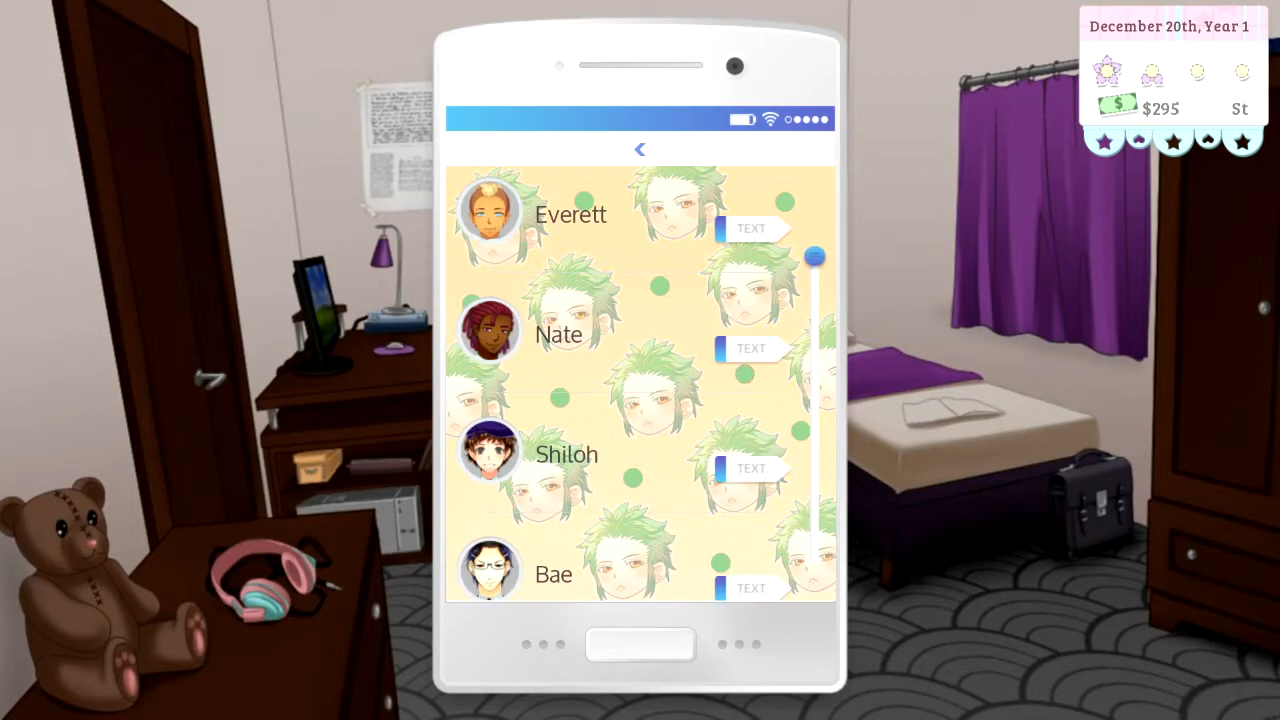 December 20th, Year 1
$ $295 St
Everett
TEXT
Nate
TEXT
Shiloh
TEXT
Bae
TEXT